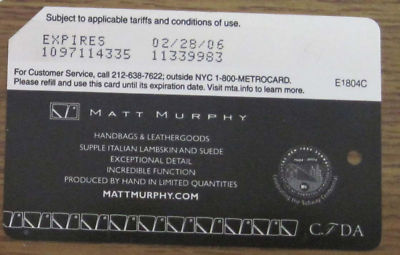 Subject to applicable tariffs and conditions of use.
EXPIRES 02/28/06
1097114335 11339983
For Customer Service, call 212-638-7622; outside NYC 1-800-METROCARD.
Please refill and use this card until its expiration date. Visit mta.info to learn more.
E1804C
MATT MURPHY
HANDBAGS & LEATHERGOODS
SUPPLE ITALIAN LAMBSKIN AND SUEDE
EXCEPTIONAL DETAIL
INCREDIBLE FUNCTION
PRODUCED BY HAND IN LIMITED QUANTITIES
MATTMURPHY.COM
CFDA